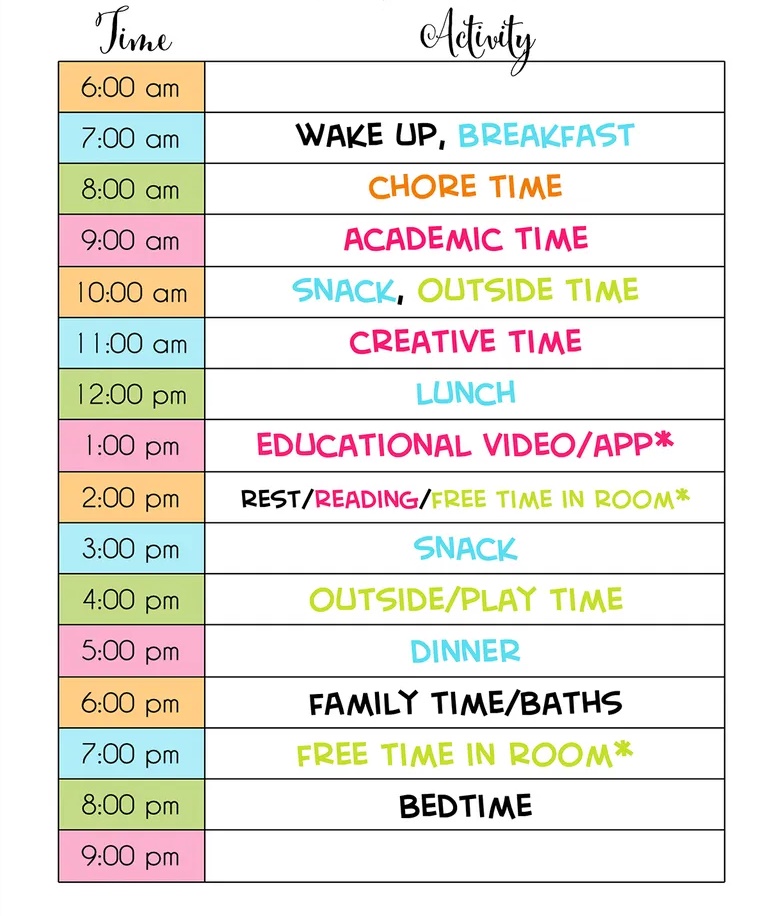 Time Activity
6:00 am
7:00 am WAKE UP, BREAKFAST
8:00 am CHORE TIME
9:00 am ACADEMIC TIME
10:00 am SNACK, OUTSIDE TIME
11:00 am CREATIVE TIME
12:00 pm LUNCH
1:00 pm EDUCATIONAL VIDEO/APP*
2:00 pm REST/READING/FREE TIME IN ROOM*
3:00 pm SNACK
4:00 pm OUTSIDE/PLAY TIME
5:00 pm DINNER
6:00 pm FAMILY TIME/BATHS
7:00 pm FREE TIME IN ROOM*
8:00 pm BEDTIME
9:00 pm